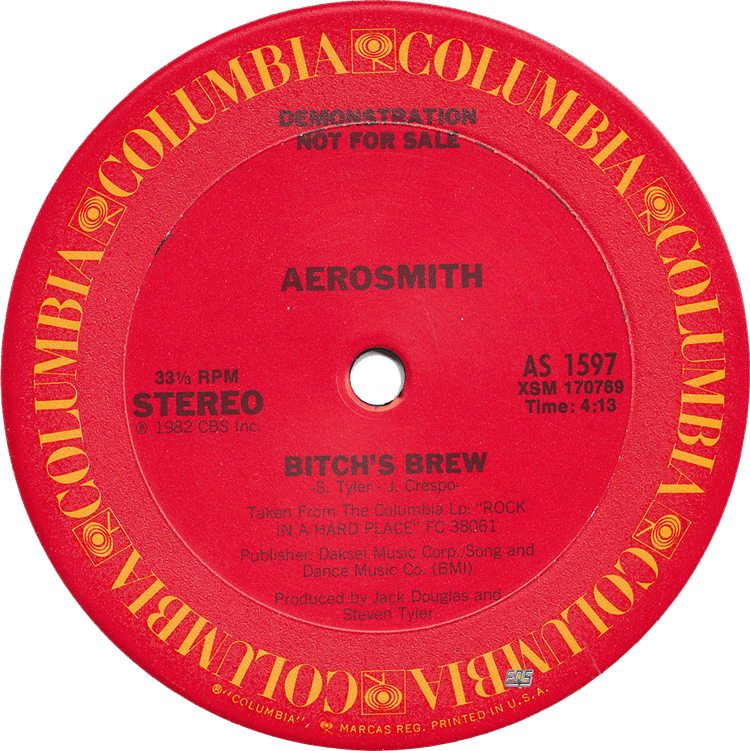 COLUMBIA COLUMBIA COLUMBIA COLUMBIA COLUMBIA COLUMBIA COLUMBIA COLUMBIA
DEMONSTRATION
NOT FOR SALE
AEROSMITH
33⅓ RPM
STEREO
℗ 1982 CBS Inc.
AS 1597
XSM 170769
Time: 4:13
BITCH'S BREW
-S. Tyler - J. Crespo-
Taken From The Columbia Lp: "ROCK
IN A HARD PLACE" FC 38061
Publisher: Daksel Music Corp./Song and
Dance Music Co. (BMI)
Produced by Jack Douglas and
Steven Tyler
®"COLUMBIA", MARCAS REG. PRINTED IN U.S.A.